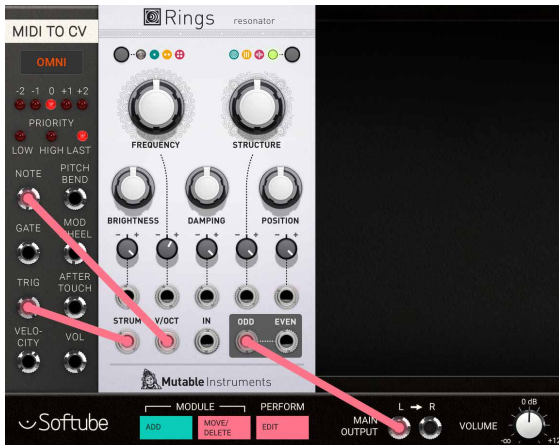 Rings resonator
MIDI TO CV
OMNI
-2 -1 0 +1 +2
PRIORITY
LOW HIGH LAST
NOTE PITCH BEND
GATE MOD
TRIG AFTER TOUCH
VELO-CITY VOL
FREQUENCY STRUCTURE
BRIGHTNESS DAMPING POSITION
- + - + - + - + - +
STRUM V/OCT IN ODD EVEN
Mutable Instruments
Softube
MODULE PERFORM
ADD MOVE/DELETE EDIT
MAIN OUTPUT L → R VOLUME 0 dB
-∞